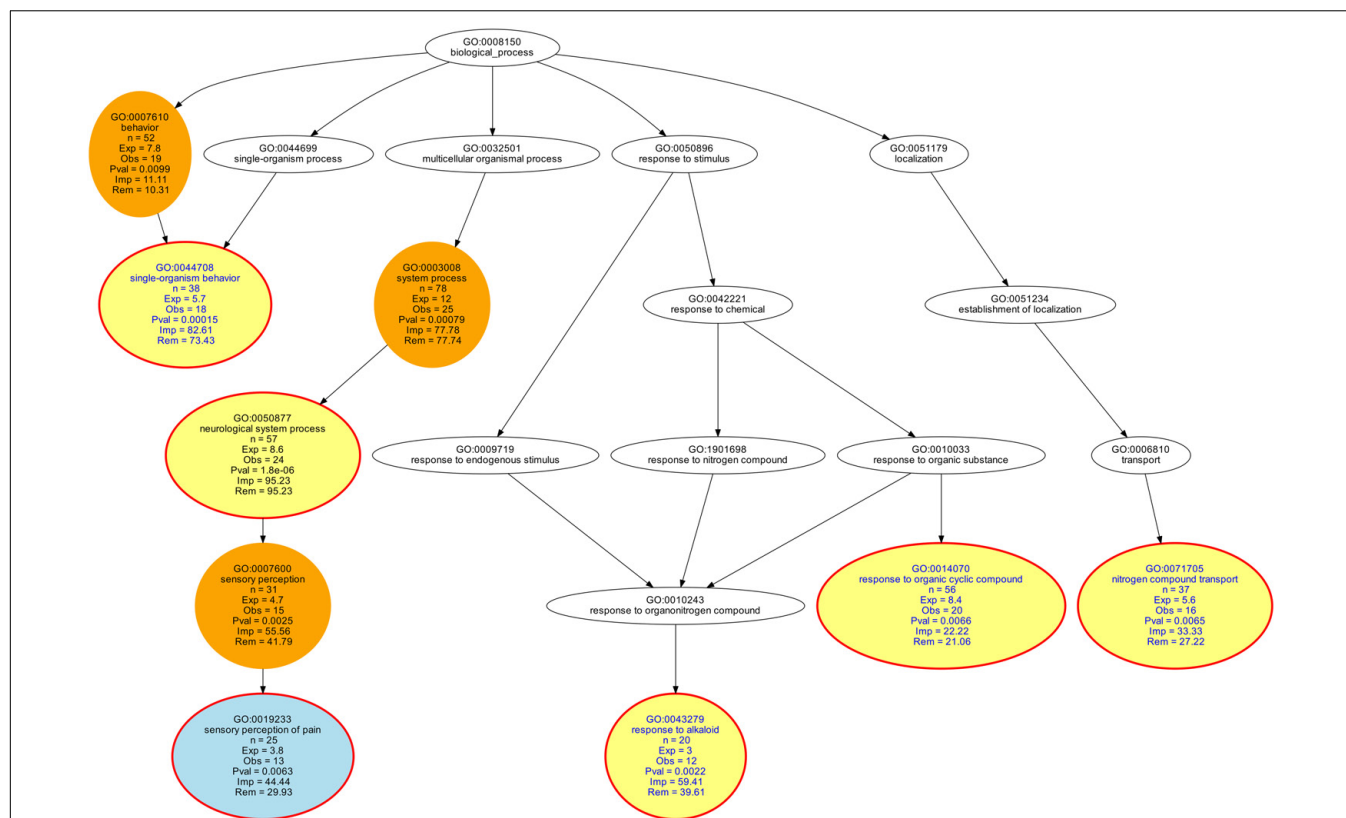 GO:0008150
biological_process
GO:0007610
behavior
n = 52
Exp = 7.8
Obs = 19
Pval = 0.0099
Imp = 11.11
Rem = 10.31
GO:0044699
single-organism process
GO:0032501
multicellular organismal process
GO:0050896
response to stimulus
GO:0051179
localization
GO:0044708
single-organism behavior
n = 38
Exp = 5.7
Obs = 18
Pval = 0.00015
Imp = 82.61
Rem = 73.43
GO:0003008
system process
n = 78
Exp = 12
Obs = 25
Pval = 0.00079
Imp = 77.78
Rem = 77.74
GO:0042221
response to chemical
GO:0051234
establishment of localization
GO:0050877
neurological system process
n = 57
Exp = 8.6
Obs = 24
Pval = 1.8e-06
Imp = 95.23
Rem = 95.23
GO:0009719
response to endogenous stimulus
GO:1901698
response to nitrogen compound
GO:0010033
response to organic substance
GO:0006810
transport
GO:0007600
sensory perception
n = 31
Exp = 4.7
Obs = 15
Pval = 0.0025
Imp = 55.56
Rem = 41.79
GO:0010243
response to organonitrogen compound
GO:0014070
response to organic cyclic compound
n = 56
Exp = 8.4
Obs = 20
Pval = 0.0066
Imp = 22.22
Rem = 21.06
GO:0071705
nitrogen compound transport
n = 37
Exp = 5.6
Obs = 16
Pval = 0.0065
Imp = 33.33
Rem = 27.22
GO:0019233
sensory perception of pain
n = 25
Exp = 3.8
Obs = 13
Pval = 0.0063
Imp = 44.44
Rem = 29.93
GO:0043279
response to alkaloid
n = 20
Exp = 3
Obs = 12
Pval = 0.0022
Imp = 59.41
Rem = 39.61